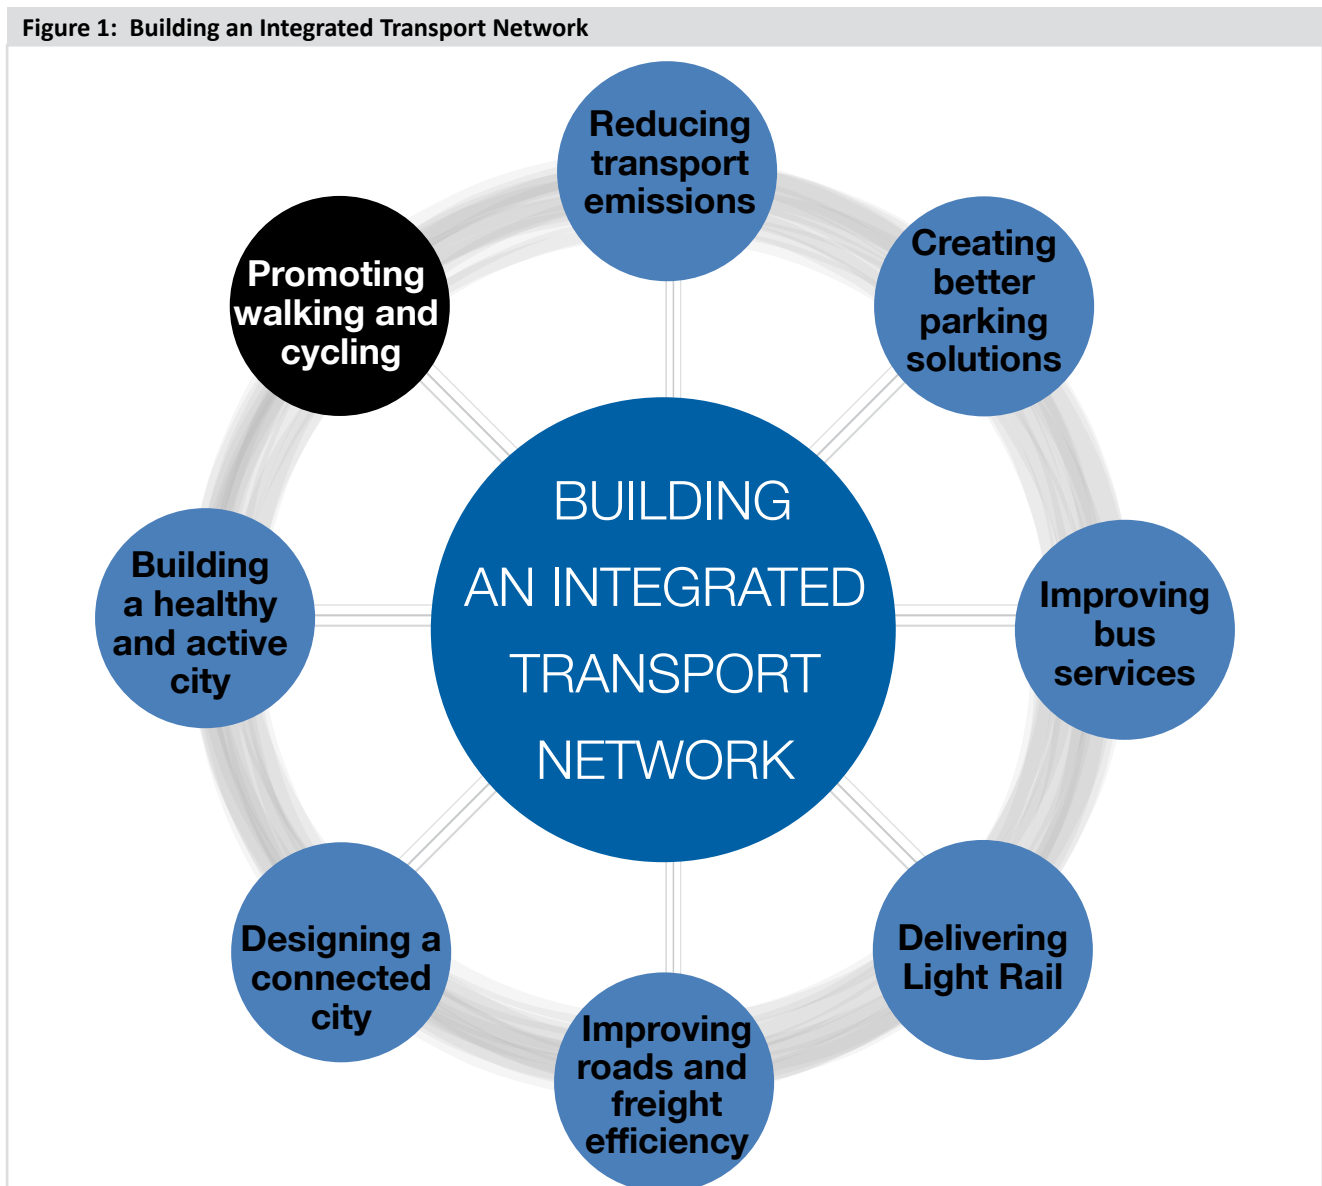 Figure 1:  Building an Integrated Transport Network
Reducing
transport
emissions
Creating
better
parking
solutions
Promoting
walking and
cycling
BUILDING
AN INTEGRATED
TRANSPORT
NETWORK
Building
a healthy
and active
city
Improving
bus
services
Designing a
connected
city
Delivering
Light Rail
Improving
roads and
freight
efficiency